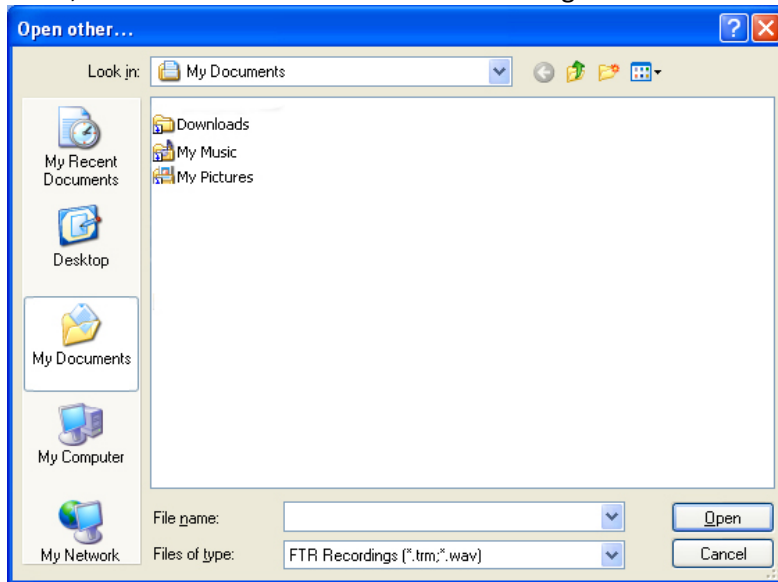 Open other...
Look in:
My Documents
My Recent
Documents
Desktop
My Documents
My Computer
My Network
Downloads
My Music
My Pictures
File name:
Open
Files of type:
FTR Recordings (*.trm;*.wav)
Cancel